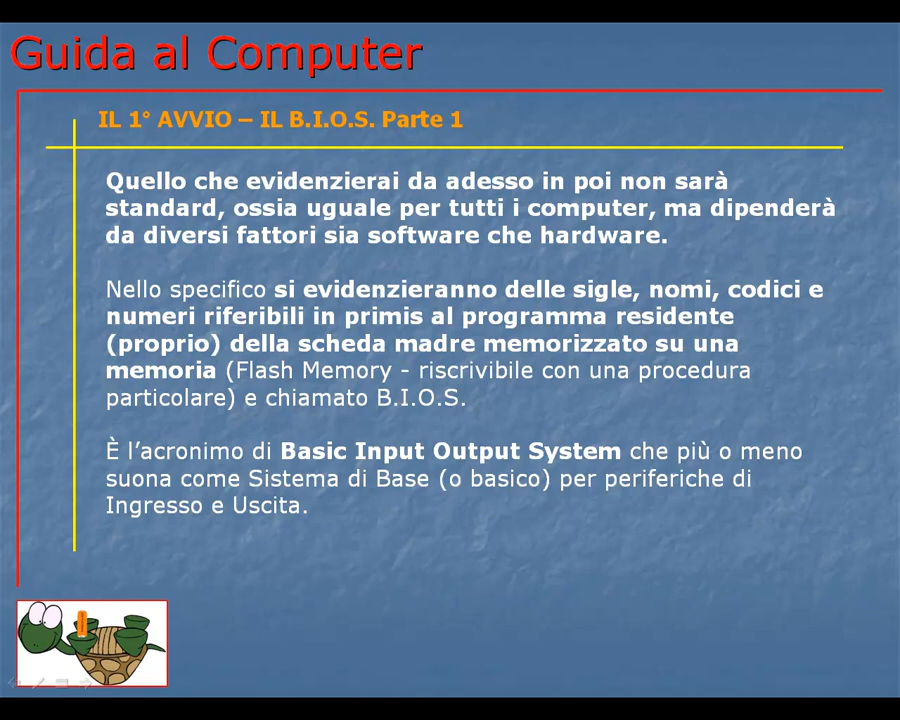 Guida al Computer
IL 1° AVVIO – IL B.I.O.S. Parte 1
Quello che evidenzierai da adesso in poi non sarà
standard, ossia uguale per tutti i computer, ma dipenderà
da diversi fattori sia software che hardware.
Nello specifico si evidenzieranno delle sigle, nomi, codici e
numeri riferibili in primis al programma residente
(proprio) della scheda madre memorizzato su una
memoria (Flash Memory - riscrivibile con una procedura
particolare) e chiamato B.I.O.S.
È l’acronimo di Basic Input Output System che più o meno
suona come Sistema di Base (o basico) per periferiche di
Ingresso e Uscita.